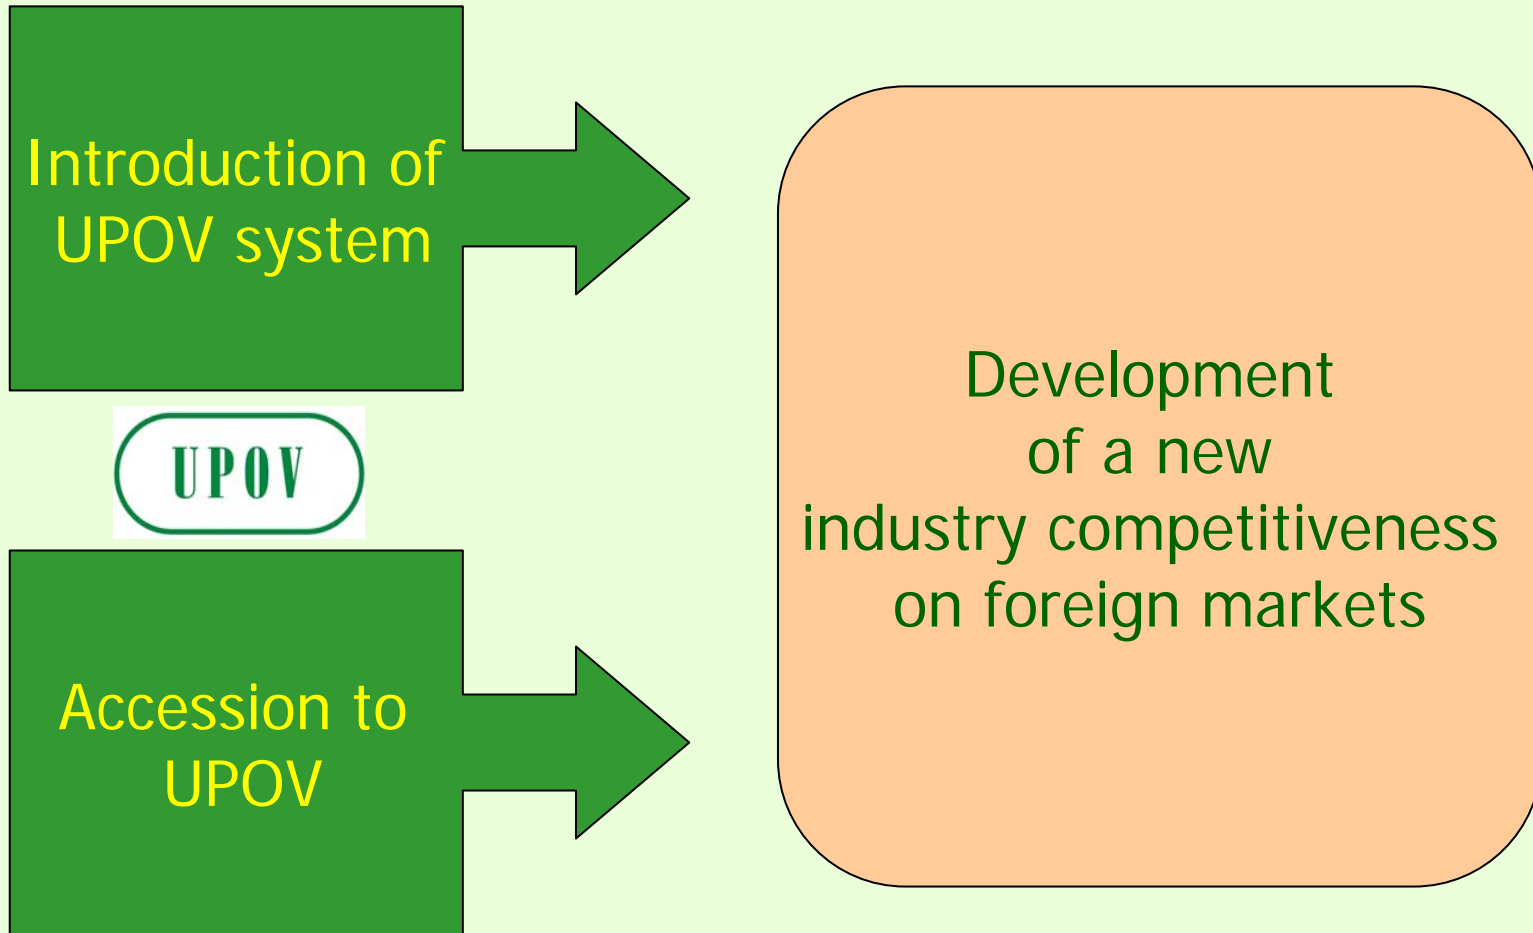 Introduction of
UPOV system
UPOV
Accession to
UPOV
Development
of a new
industry competitiveness
on foreign markets